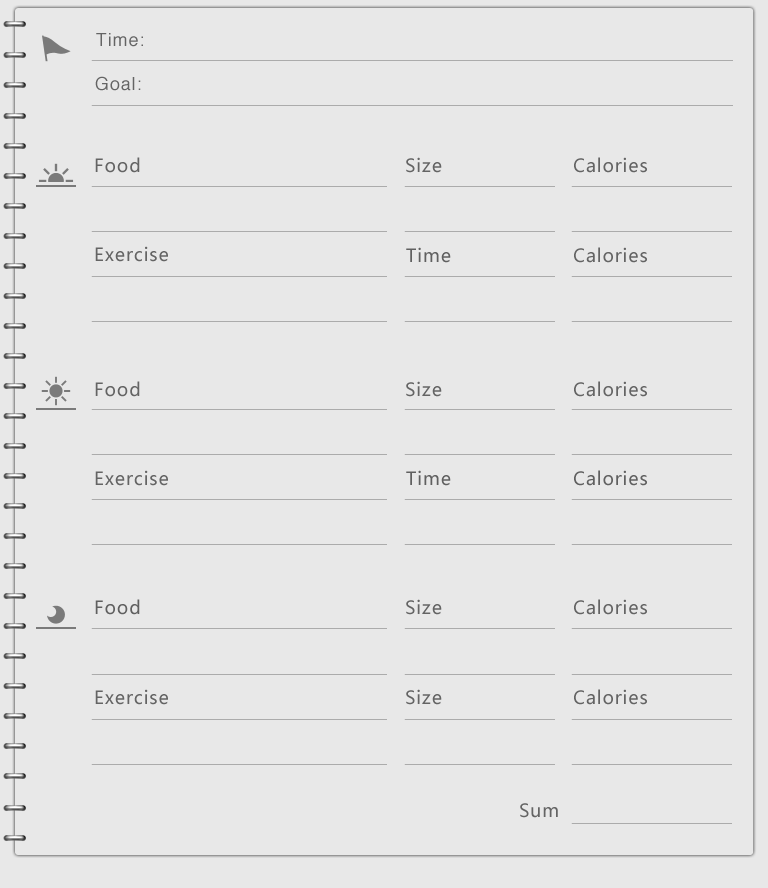 Time:
Goal:
Food Size Calories
Exercise Time Calories
Food Size Calories
Exercise Time Calories
Food Size Calories
Exercise Size Calories
Sum